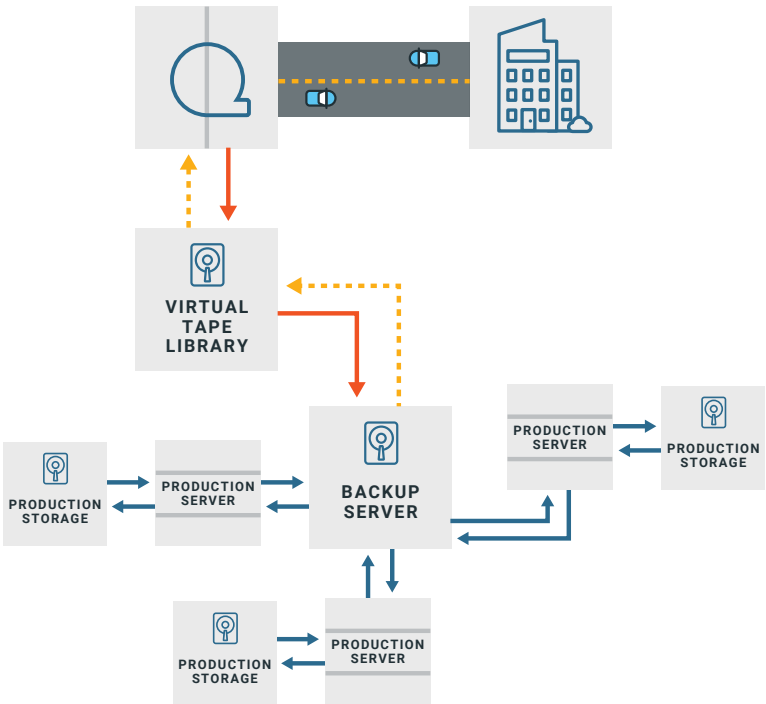 VIRTUAL
TAPE
LIBRARY
PRODUCTION
SERVER
PRODUCTION
STORAGE
PRODUCTION
STORAGE
PRODUCTION
SERVER
BACKUP
SERVER
PRODUCTION
STORAGE
PRODUCTION
SERVER